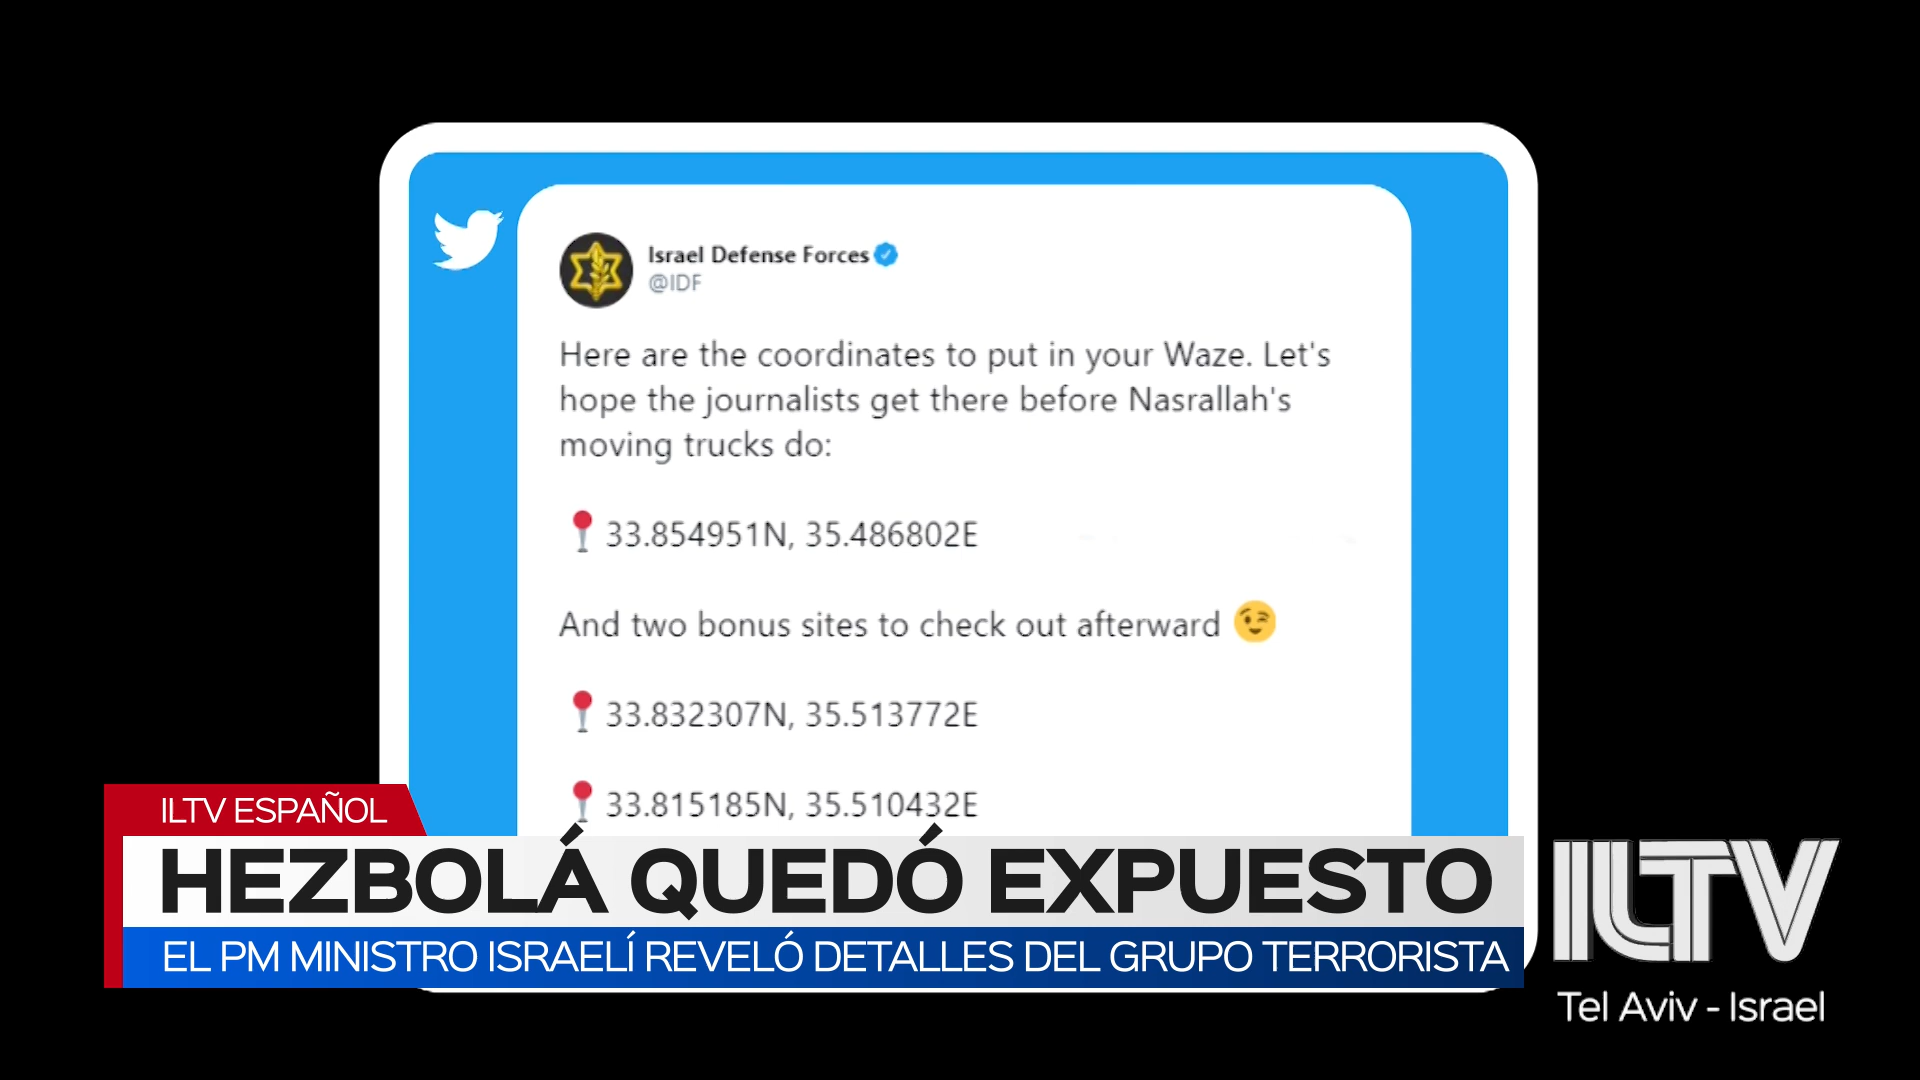 Israel Defense Forces
@IDF
Here are the coordinates to put in your Waze. Let's
hope the journalists get there before Nasrallah's
moving trucks do:
33.854951N, 35.486802E
And two bonus sites to check out afterward 😉
33.832307N, 35.513772E
33.815185N, 35.510432E
ILTV ESPAÑOL
HEZBOLÁ QUEDÓ EXPUESTO
EL PM MINISTRO ISRAELÍ REVELÓ DETALLES DEL GRUPO TERRORISTA
ILTV
Tel Aviv - Israel